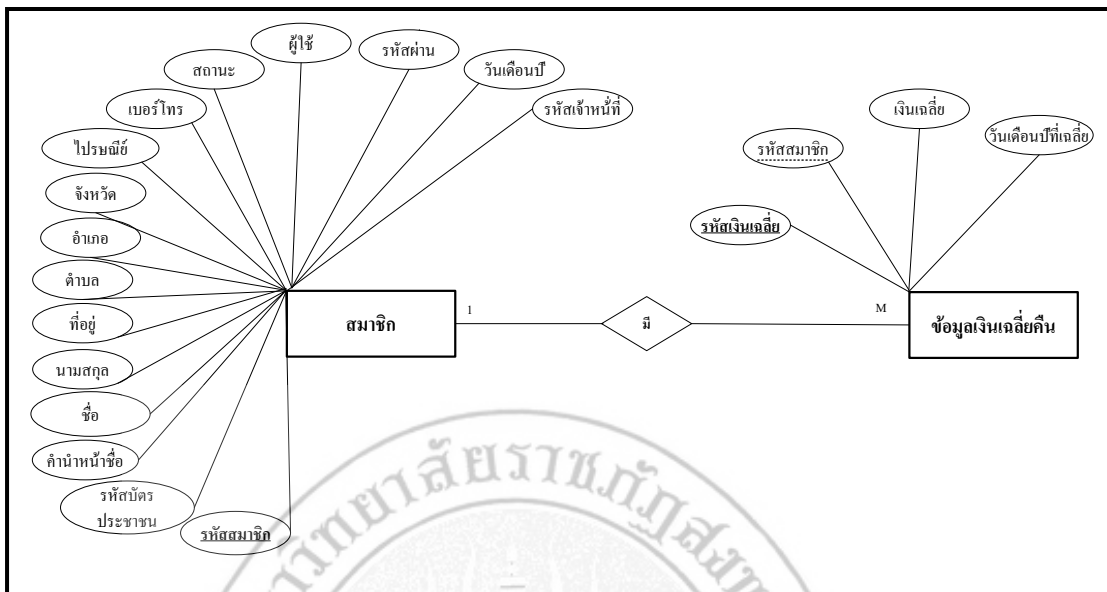 ผู้ใช้
รหัสผ่าน
สถานะ
วันเดือนปี
เบอร์โทร
รหัสเจ้าหน้าที่
ไปรษณีย์
จังหวัด
อำเภอ
ตำบล
ที่อยู่
นามสกุล
ชื่อ
คำนำหน้าชื่อ
รหัสบัตร
ประชาชน
รหัสสมาชิก
สมาชิก
1
มี
M
ข้อมูลเงินเฉลี่ยคืน
รหัสเงินเฉลี่ย
รหัสสมาชิก
เงินเฉลี่ย
วันเดือนปีที่เฉลี่ย